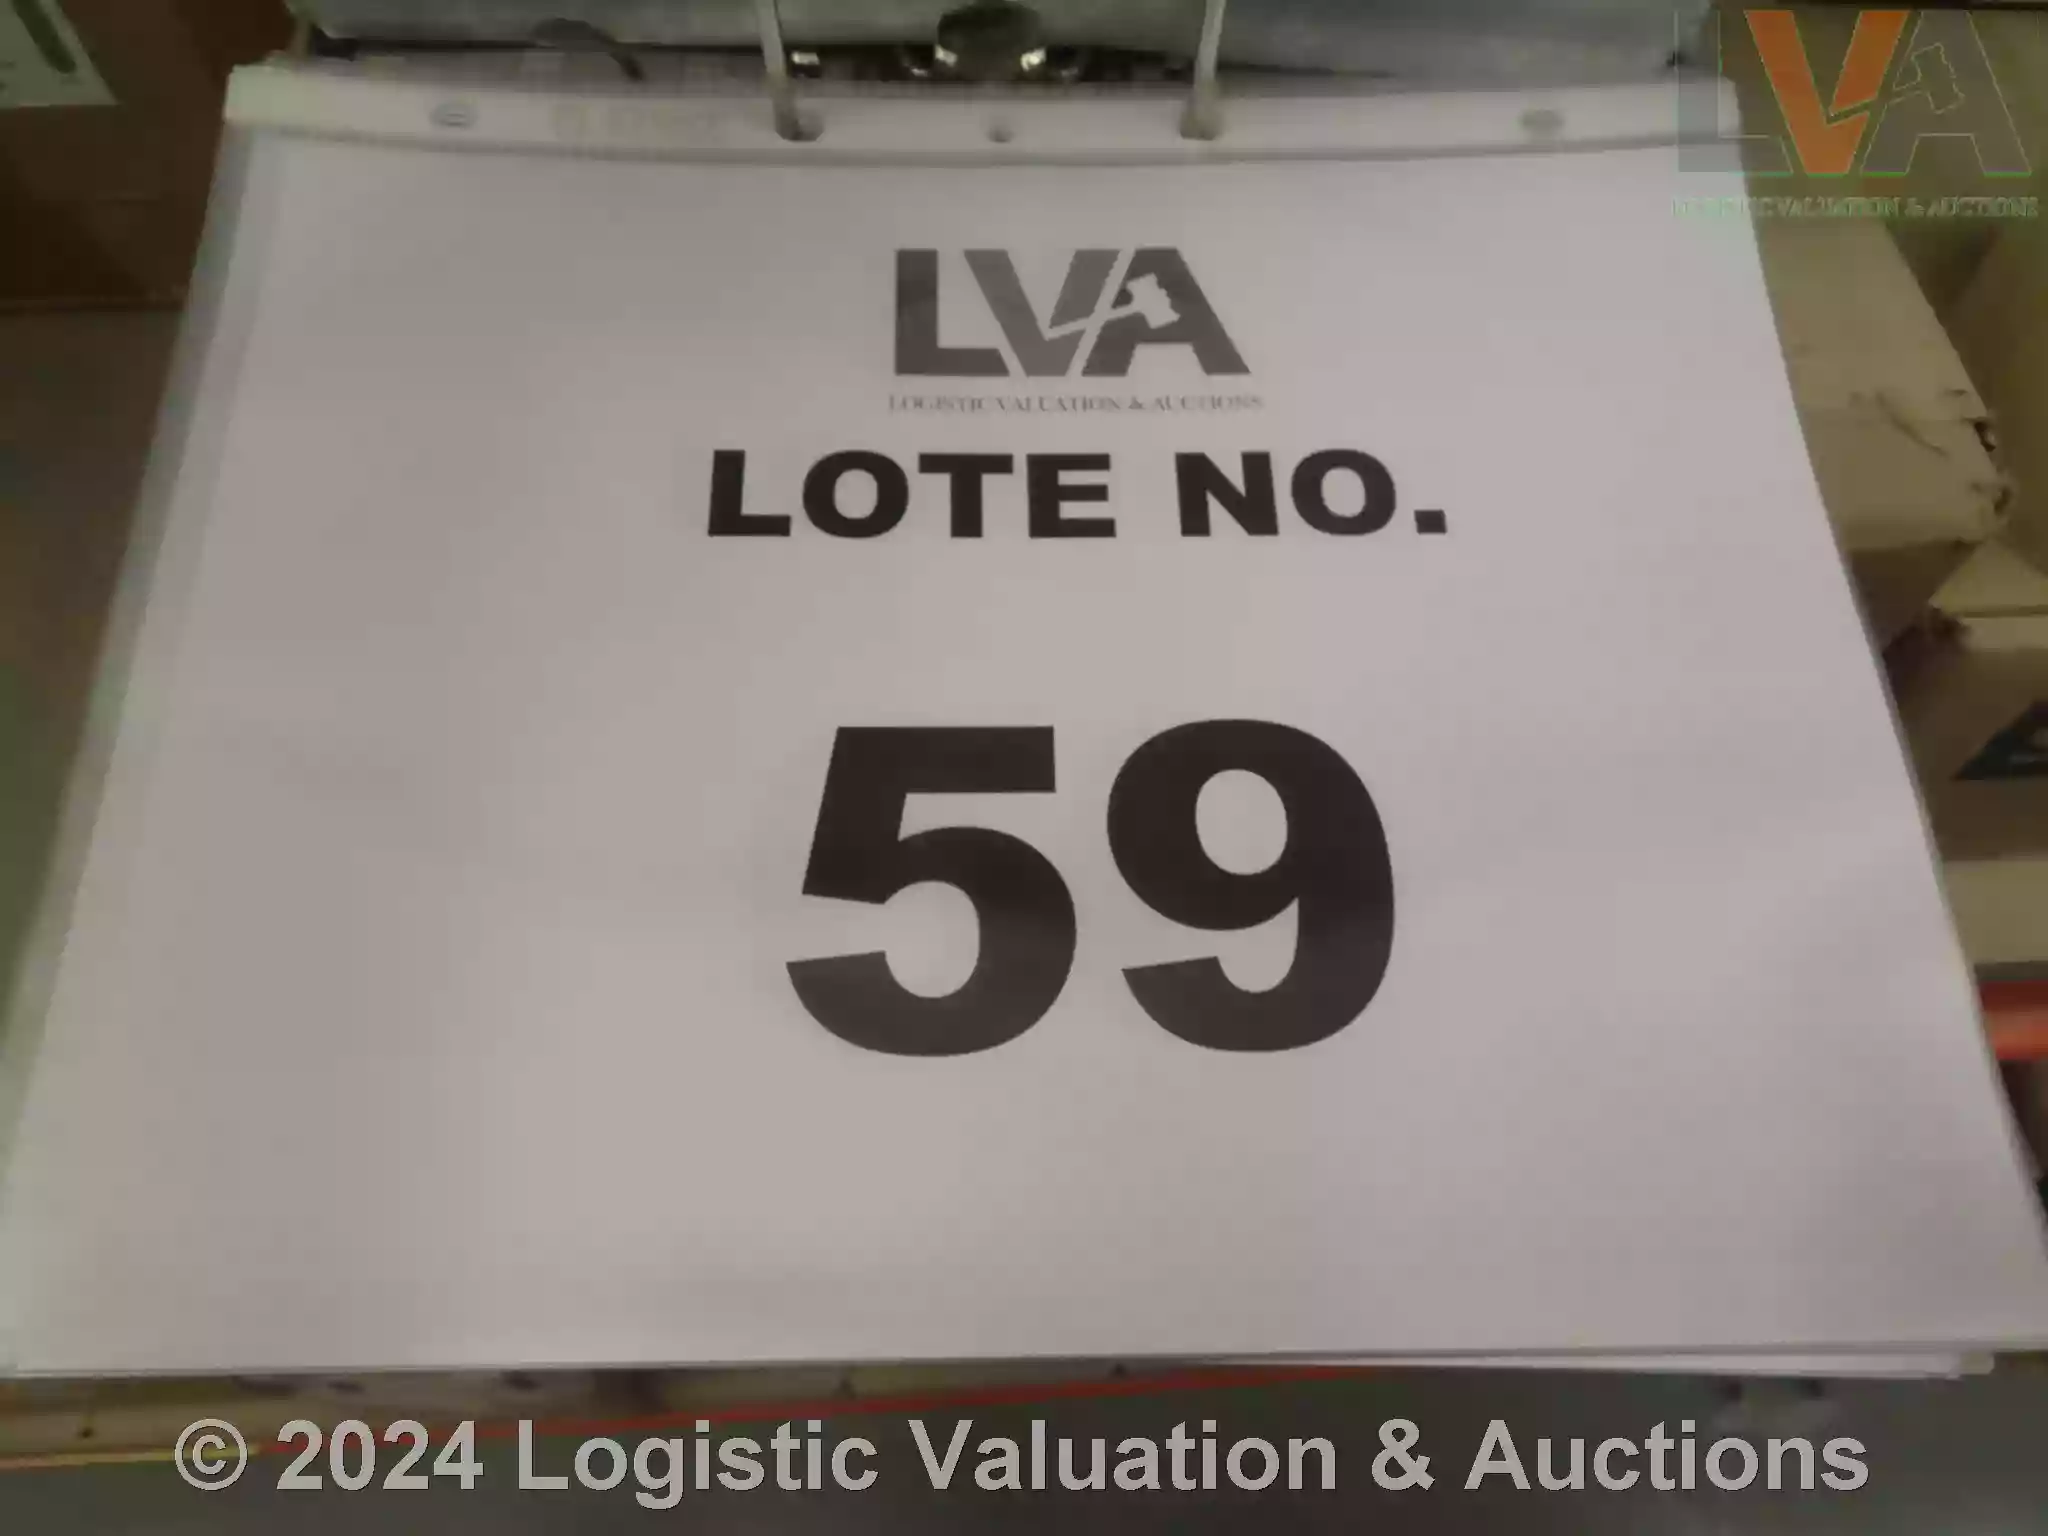 LVA
LOGISTIC VALUATION & AUCTIONS
LVA
LOGISTIC VALUATION & AUCTIONS
LOTE NO.
59
© 2024 Logistic Valuation & Auctions